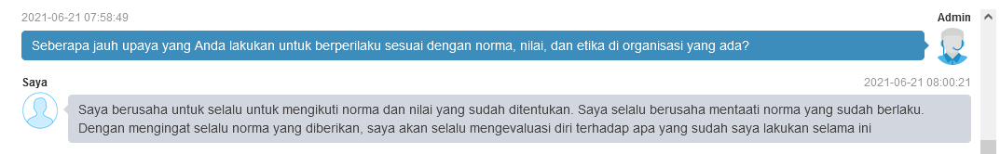 2021-06-21 07:58:49 Admin
Seberapa jauh upaya yang Anda lakukan untuk berperilaku sesuai dengan norma, nilai, dan etika di organisasi yang ada?
Saya 2021-06-21 08:00:21
Saya berusaha untuk selalu untuk mengikuti norma dan nilai yang sudah ditentukan. Saya selalu berusaha mentaati norma yang sudah berlaku.
Dengan mengingat selalu norma yang diberikan, saya akan selalu mengevaluasi diri terhadap apa yang sudah saya lakukan selama ini